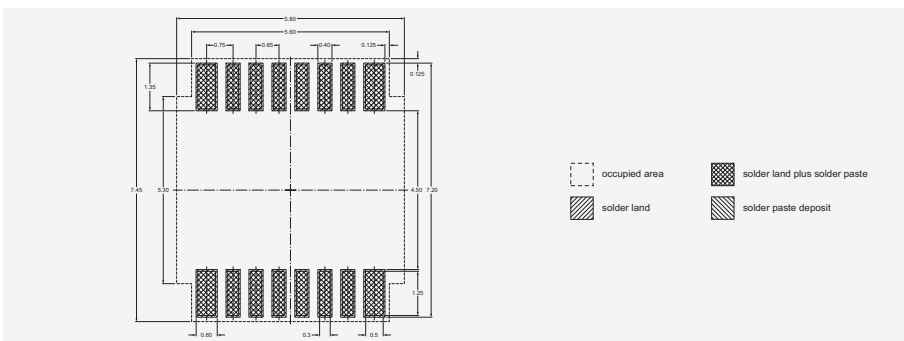 5.80
5.60
0.75 0.65 0.40 0.125
0.125
1.35
7.45 5.30 4.50 7.20
1.25
0.60 0.3 0.5
occupied area
solder land plus solder paste
solder land
solder paste deposit